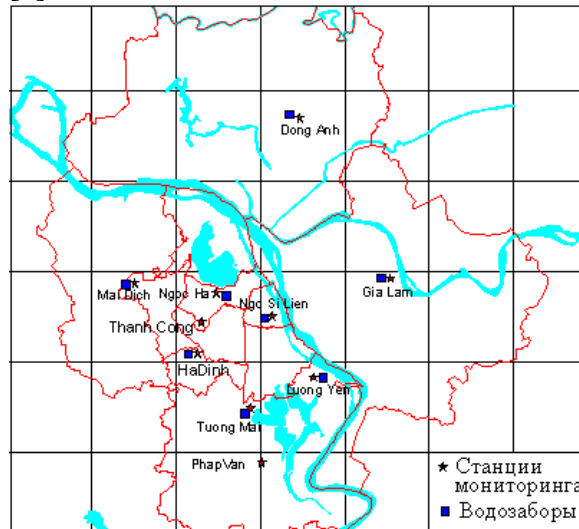 Dong Anh
Mai Dich
Ngoc Ha
Ngo Si Lien
Gia Lam
Thanh Cong
HaDinh
Luong Yen
Tuong Mai
PhapVan
Станции
мониторинга
Водозаборы